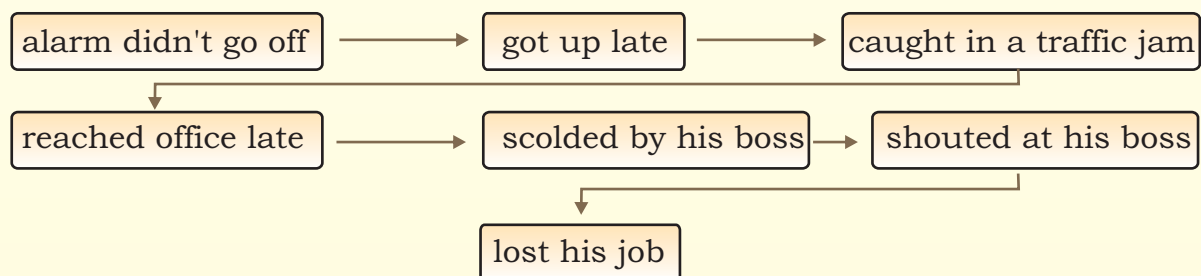 alarm didn't go off
got up late
caught in a traffic jam
reached office late
scolded by his boss
shouted at his boss
lost his job